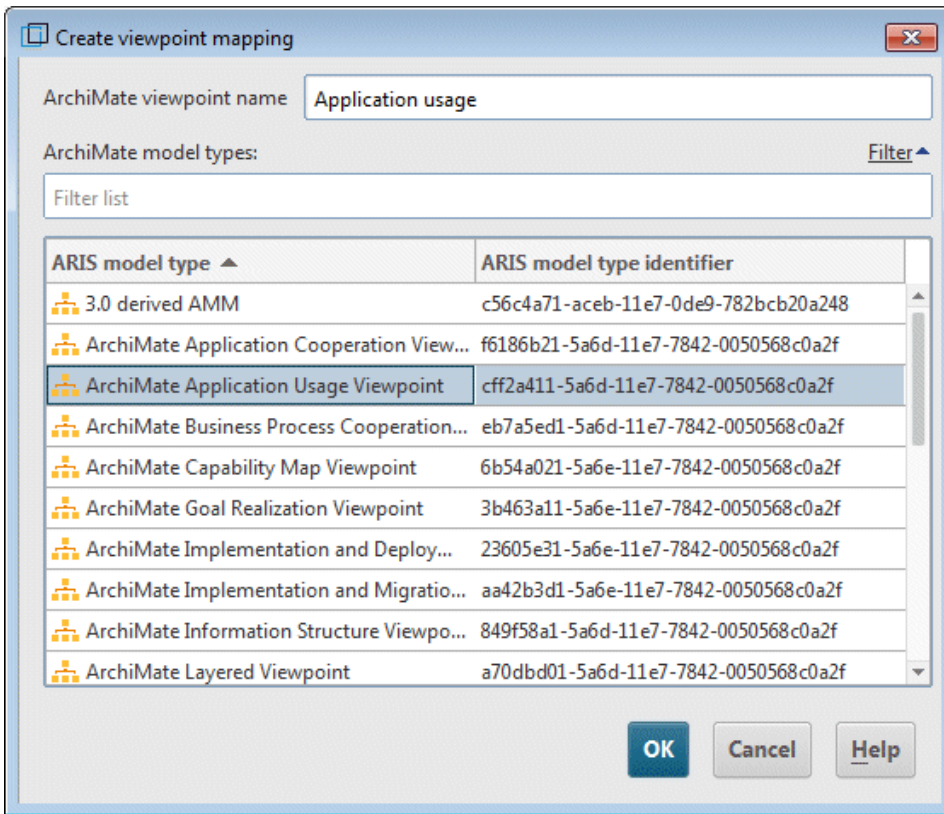 Create viewpoint mapping
ArchiMate viewpoint name Application usage
ArchiMate model types: Filter
Filter list
ARIS model type ARIS model type identifier
3.0 derived AMM c56c4a71-aceb-11e7-0de9-782bcb20a248
ArchiMate Application Cooperation View... f6186b21-5a6d-11e7-7842-0050568c0a2f
ArchiMate Application Usage Viewpoint cff2a411-5a6d-11e7-7842-0050568c0a2f
ArchiMate Business Process Cooperation... eb7a5ed1-5a6d-11e7-7842-0050568c0a2f
ArchiMate Capability Map Viewpoint 6b54a021-5a6e-11e7-7842-0050568c0a2f
ArchiMate Goal Realization Viewpoint 3b463a11-5a6e-11e7-7842-0050568c0a2f
ArchiMate Implementation and Deploy... 23605e31-5a6e-11e7-7842-0050568c0a2f
ArchiMate Implementation and Migratio... aa42b3d1-5a6e-11e7-7842-0050568c0a2f
ArchiMate Information Structure Viewpo... 849f58a1-5a6d-11e7-7842-0050568c0a2f
ArchiMate Layered Viewpoint a70dbd01-5a6d-11e7-7842-0050568c0a2f
OK Cancel Help